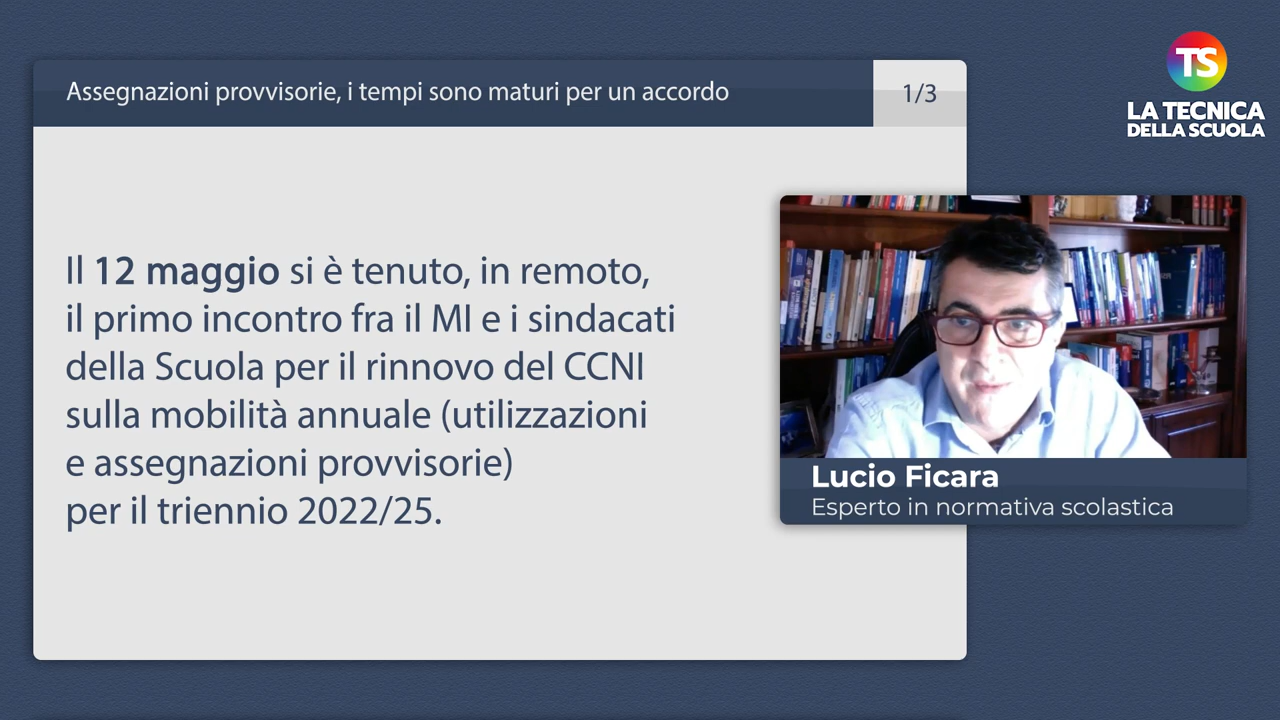 Assegnazioni provvisorie, i tempi sono maturi per un accordo
1/3
TS
LA TECNICA
DELLA SCUOLA
Il 12 maggio si è tenuto, in remoto,
il primo incontro fra il MI e i sindacati
della Scuola per il rinnovo del CCNI
sulla mobilità annuale (utilizzazioni
e assegnazioni provvisorie)
per il triennio 2022/25.
Lucio Ficara
Esperto in normativa scolastica